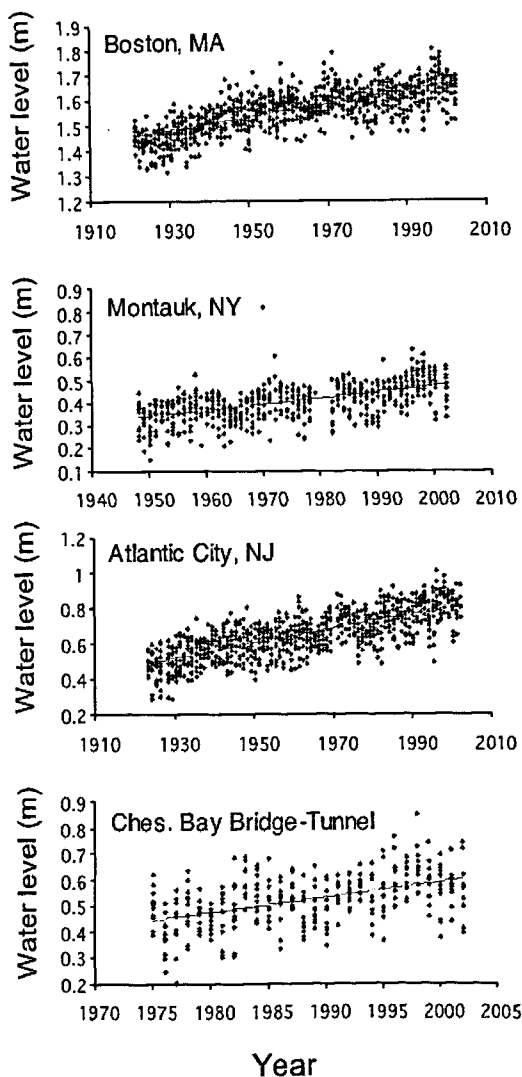 Water level (m)
Boston, MA
1.9
1.8
1.7
1.6
1.5
1.4
1.3
1.2
1910 1930 1950 1970 1990 2010
Water level (m)
Montauk, NY
0.9
0.8
0.7
0.6
0.5
0.4
0.3
0.2
0.1
1940 1950 1960 1970 1980 1990 2000 2010
Water level (m)
Atlantic City, NJ
1.2
1
0.8
0.6
0.4
0.2
1910 1930 1950 1970 1990 2010
Water level (m)
Ches. Bay Bridge-Tunnel
0.9
0.8
0.7
0.6
0.5
0.4
0.3
0.2
1970 1975 1980 1985 1990 1995 2000 2005
Year